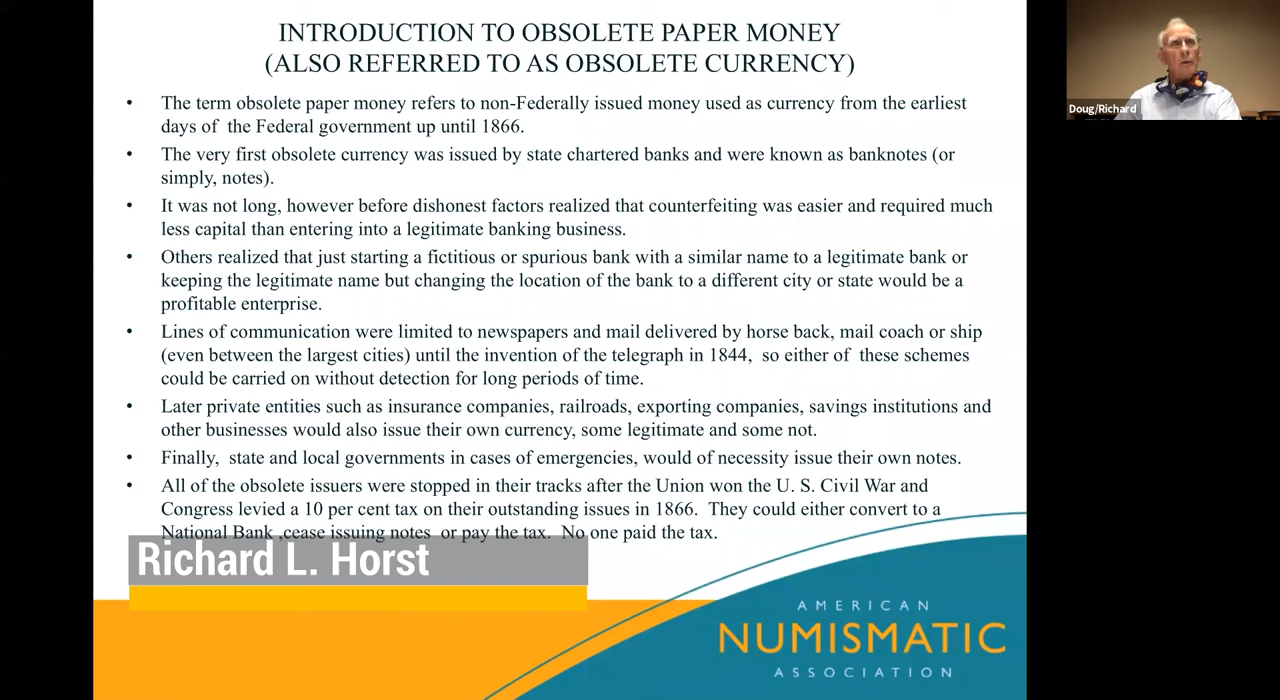 INTRODUCTION TO OBSOLETE PAPER MONEY
(ALSO REFERRED TO AS OBSOLETE CURRENCY)
• The term obsolete paper money refers to non-Federally issued money used as currency from the earliest
days of the Federal government up until 1866.
• The very first obsolete currency was issued by state chartered banks and were known as banknotes (or
simply, notes).
• It was not long, however before dishonest factors realized that counterfeiting was easier and required much
less capital than entering into a legitimate banking business.
• Others realized that just starting a fictitious or spurious bank with a similar name to a legitimate bank or
keeping the legitimate name but changing the location of the bank to a different city or state would be a
profitable enterprise.
• Lines of communication were limited to newspapers and mail delivered by horse back, mail coach or ship
(even between the largest cities) until the invention of the telegraph in 1844, so either of these schemes
could be carried on without detection for long periods of time.
• Later private entities such as insurance companies, railroads, exporting companies, savings institutions and
other businesses would also issue their own currency, some legitimate and some not.
• Finally, state and local governments in cases of emergencies, would of necessity issue their own notes.
• All of the obsolete issuers were stopped in their tracks after the Union won the U. S. Civil War and
Congress levied a 10 per cent tax on their outstanding issues in 1866. They could either convert to a
National Bank ,cease issuing notes or pay the tax. No one paid the tax.
Richard L. Horst
AMERICAN
NUMISMATIC
ASSOCIATION
Doug/Richard